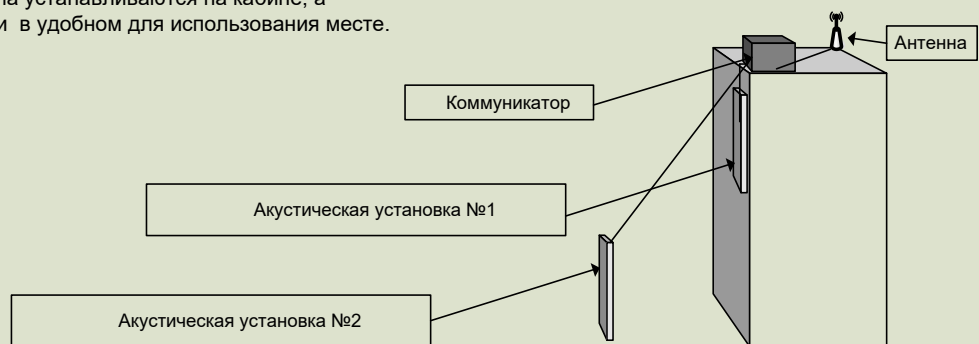 на устанавливаются на кабине, а
и в удобном для использования месте.
Антенна
Коммуникатор
Акустическая установка №1
Акустическая установка №2